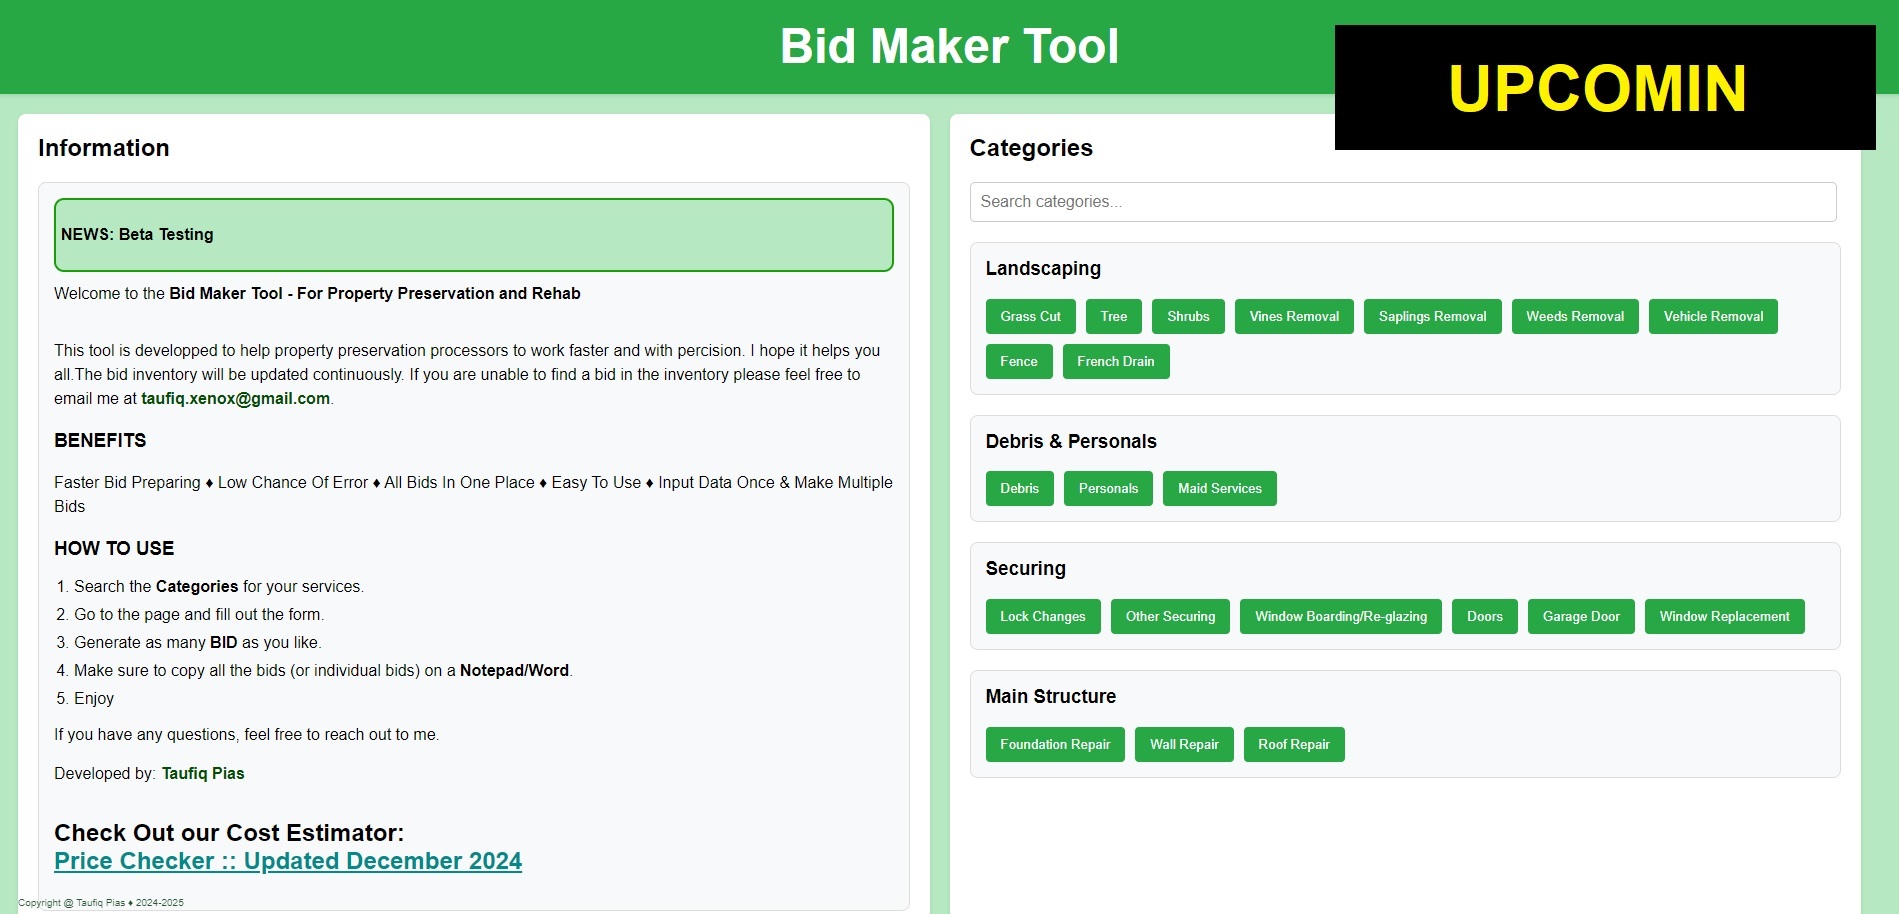 Bid Maker Tool
UPCOMIN
Information
NEWS: Beta Testing
Welcome to the Bid Maker Tool - For Property Preservation and Rehab
This tool is developped to help property preservation processors to work faster and with percision. I hope it helps you
all.The bid inventory will be updated continuously. If you are unable to find a bid in the inventory please feel free to
email me at taufiq.xenox@gmail.com.
BENEFITS
Faster Bid Preparing ♦ Low Chance Of Error ♦ All Bids In One Place ♦ Easy To Use ♦ Input Data Once & Make Multiple
Bids
HOW TO USE
1. Search the Categories for your services.
2. Go to the page and fill out the form.
3. Generate as many BID as you like.
4. Make sure to copy all the bids (or individual bids) on a Notepad/Word.
5. Enjoy
If you have any questions, feel free to reach out to me.
Developed by: Taufiq Pias
Check Out our Cost Estimator:
Price Checker :: Updated December 2024
Copyright @ Taufiq Pias ♦ 2024-2025
Categories
Search categories...
Landscaping
Grass Cut Tree Shrubs Vines Removal Saplings Removal Weeds Removal Vehicle Removal
Fence French Drain
Debris & Personals
Debris Personals Maid Services
Securing
Lock Changes Other Securing Window Boarding/Re-glazing Doors Garage Door Window Replacement
Main Structure
Foundation Repair Wall Repair Roof Repair